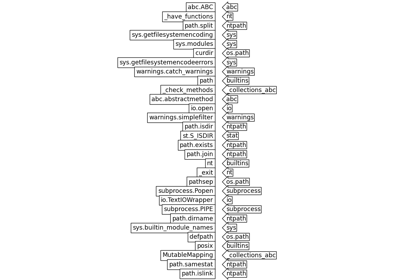 abc.ABC abc
_have_functions nt
path.split ntpath
sys.getfilesystemencoding sys
sys.modules sys
curdir os.path
sys.getfilesystemencodeerrors sys
warnings.catch_warnings warnings
path builtins
_check_methods _collections_abc
abc.abstractmethod abc
io.open io
warnings.simplefilter warnings
path.isdir ntpath
st.S_ISDIR stat
path.exists ntpath
path.join ntpath
nt builtins
_exit nt
pathsep os.path
subprocess.Popen subprocess
io.TextIOWrapper io
subprocess.PIPE subprocess
path.dirname ntpath
sys.builtin_module_names sys
defpath os.path
posix builtins
MutableMapping _collections_abc
path.samestat ntpath
path.islink ntpath